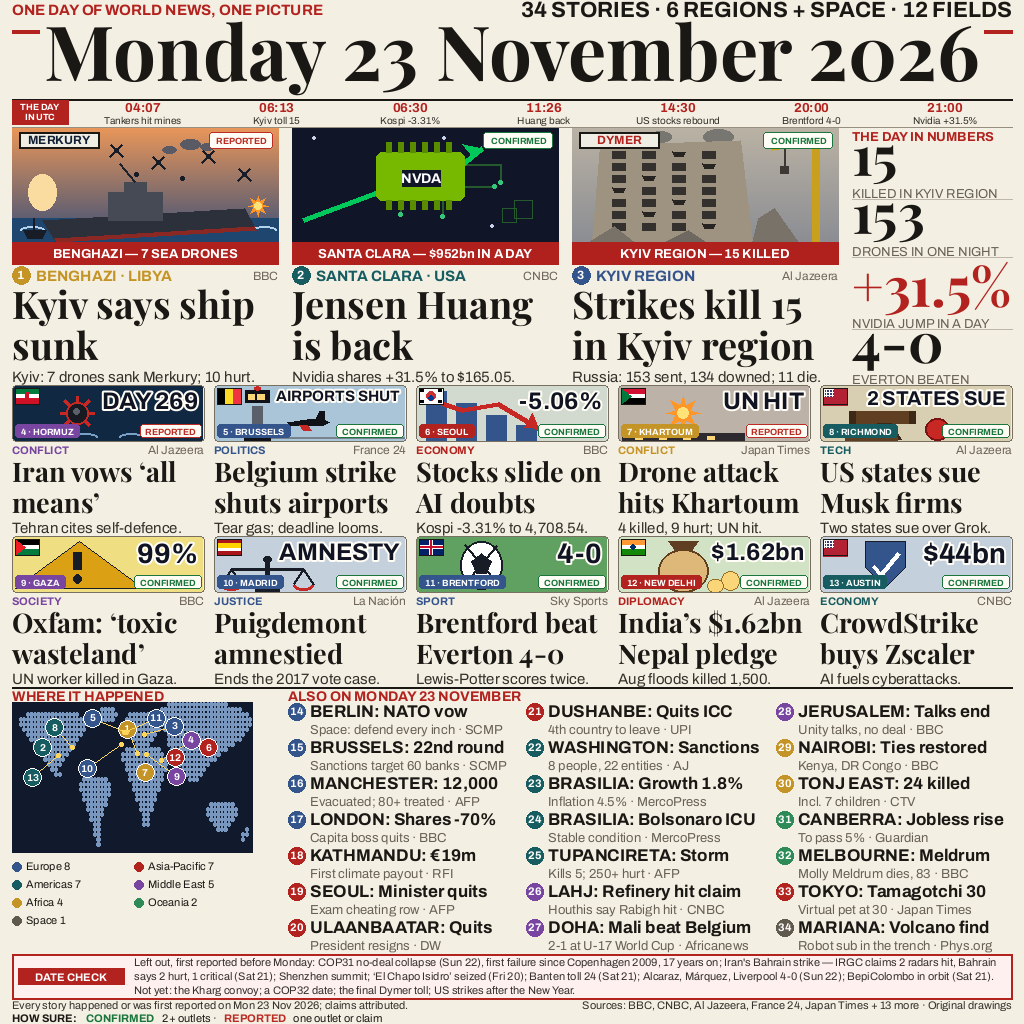 ONE DAY OF WORLD NEWS, ONE PICTURE
34 STORIES · 6 REGIONS + SPACE · 12 FIELDS
Monday 23 November 2026
THE DAY
IN UTC
04:07
Tankers hit mines
06:13
Kyiv toll 15
06:30
Kospi -3.31%
11:26
Huang back
14:30
US stocks rebound
20:00
Brentford 4-0
21:00
Nvidia +31.5%
MERKURY
REPORTED
BENGHAZI — 7 SEA DRONES
1 BENGHAZI · LIBYA
BBC
Kyiv says ship
sunk
Kyiv: 7 drones sank Merkury; 10 hurt.
CONFIRMED
NVDA
SANTA CLARA — $952bn IN A DAY
2 SANTA CLARA · USA
CNBC
Jensen Huang
is back
Nvidia shares +31.5% to $165.05.
DYMER
CONFIRMED
KYIV REGION — 15 KILLED
3 KYIV REGION
Al Jazeera
Strikes kill 15
in Kyiv region
Russia: 153 sent, 134 downed; 11 die.
THE DAY IN NUMBERS
15
KILLED IN KYIV REGION
153
DRONES IN ONE NIGHT
+31.5%
NVIDIA JUMP IN A DAY
4-0
EVERTON BEATEN
DAY 269
4 · HORMUZ
REPORTED
CONFLICT
Al Jazeera
Iran vows ‘all
means’
Tehran cites self-defence.
AIRPORTS SHUT
5 · BRUSSELS
CONFIRMED
POLITICS
France 24
Belgium strike
shuts airports
Tear gas; deadline looms.
-5.06%
6 · SEOUL
CONFIRMED
ECONOMY
BBC
Stocks slide on
AI doubts
Kospi -3.31% to 4,708.54.
UN HIT
7 · KHARTOUM
REPORTED
CONFLICT
Japan Times
Drone attack
hits Khartoum
4 killed, 9 hurt; UN hit.
2 STATES SUE
8 · RICHMOND
CONFIRMED
TECH
Al Jazeera
US states sue
Musk firms
Two states sue over Grok.
99%
9 · GAZA
CONFIRMED
SOCIETY
BBC
Oxfam: ‘toxic
wasteland’
UN worker killed in Gaza.
AMNESTY
10 · MADRID
CONFIRMED
JUSTICE
La Nación
Puigdemont
amnestied
Ends the 2017 vote case.
4-0
11 · BRENTFORD
CONFIRMED
SPORT
Sky Sports
Brentford beat
Everton 4-0
Lewis-Potter scores twice.
$1.62bn
12 · NEW DELHI
CONFIRMED
DIPLOMACY
Al Jazeera
India’s $1.62bn
Nepal pledge
Aug floods killed 1,500.
$44bn
13 · AUSTIN
CONFIRMED
ECONOMY
CNBC
CrowdStrike
buys Zscaler
AI fuels cyberattacks.
WHERE IT HAPPENED
8
5
1
11
3
2
4
6
10
12
13
7
9
Europe 8
Asia-Pacific 7
Americas 7
Middle East 5
Africa 4
Oceania 2
Space 1
ALSO ON MONDAY 23 NOVEMBER
14 BERLIN: NATO vow
Space: defend every inch · SCMP
15 BRUSSELS: 22nd round
Sanctions target 60 banks · SCMP
16 MANCHESTER: 12,000
Evacuated; 80+ treated · AFP
17 LONDON: Shares -70%
Capita boss quits · BBC
18 KATHMANDU: €19m
First climate payout · RFI
19 SEOUL: Minister quits
Exam cheating row · AFP
20 ULAANBAATAR: Quits
President resigns · DW
21 DUSHANBE: Quits ICC
4th country to leave · UPI
22 WASHINGTON: Sanctions
8 people, 22 entities · AJ
23 BRASILIA: Growth 1.8%
Inflation 4.5% · MercoPress
24 BRASILIA: Bolsonaro ICU
Stable condition · MercoPress
25 TUPANCIRETA: Storm
Kills 5; 250+ hurt · AFP
26 LAHJ: Refinery hit claim
Houthis say Rabigh hit · CNBC
27 DOHA: Mali beat Belgium
2-1 at U-17 World Cup · Africanews
28 JERUSALEM: Talks end
Unity talks, no deal · BBC
29 NAIROBI: Ties restored
Kenya, DR Congo · BBC
30 TONJ EAST: 24 killed
Incl. 7 children · CTV
31 CANBERRA: Jobless rise
To pass 5% · Guardian
32 MELBOURNE: Meldrum
Molly Meldrum dies, 83 · BBC
33 TOKYO: Tamagotchi 30
Virtual pet at 30 · Japan Times
34 MARIANA: Volcano find
Robot sub in the trench · Phys.org
DATE CHECK
Left out, first reported before Monday: COP31 no-deal collapse (Sun 22), first failure since Copenhagen 2009, 17 years on; Iran's Bahrain strike — IRGC claims 2 radars hit, Bahrain
says 2 hurt, 1 critical (Sat 21); Shenzhen summit; ‘El Chapo Isidro’ seized (Fri 20); Banten toll 24 (Sat 21); Alcaraz, Márquez, Liverpool 4-0 (Sun 22); BepiColombo in orbit (Sat 21).
Not yet: the Kharg convoy; a COP32 date; the final Dymer toll; US strikes after the New Year.
Every story happened or was first reported on Mon 23 Nov 2026; claims attributed.
Sources: BBC, CNBC, Al Jazeera, France 24, Japan Times + 13 more · Original drawings
HOW SURE: CONFIRMED 2+ outlets · REPORTED one outlet or claim